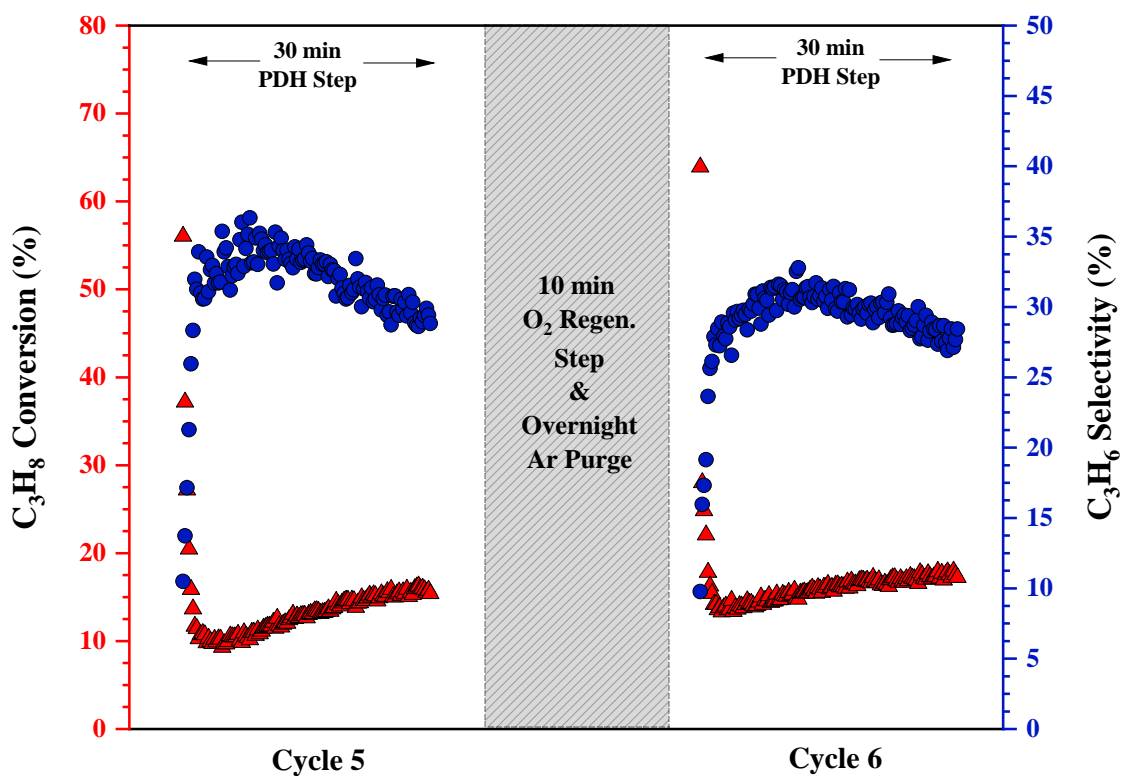 C₃H₈ Conversion (%)
80
70
60
50
40
30
20
10
0
30 min
PDH Step
10 min
O₂ Regen.
Step
&
Overnight
Ar Purge
30 min
PDH Step
50
45
40
35
30
25
20
15
10
5
0
C₃H₆ Selectivity (%)
Cycle 5
Cycle 6